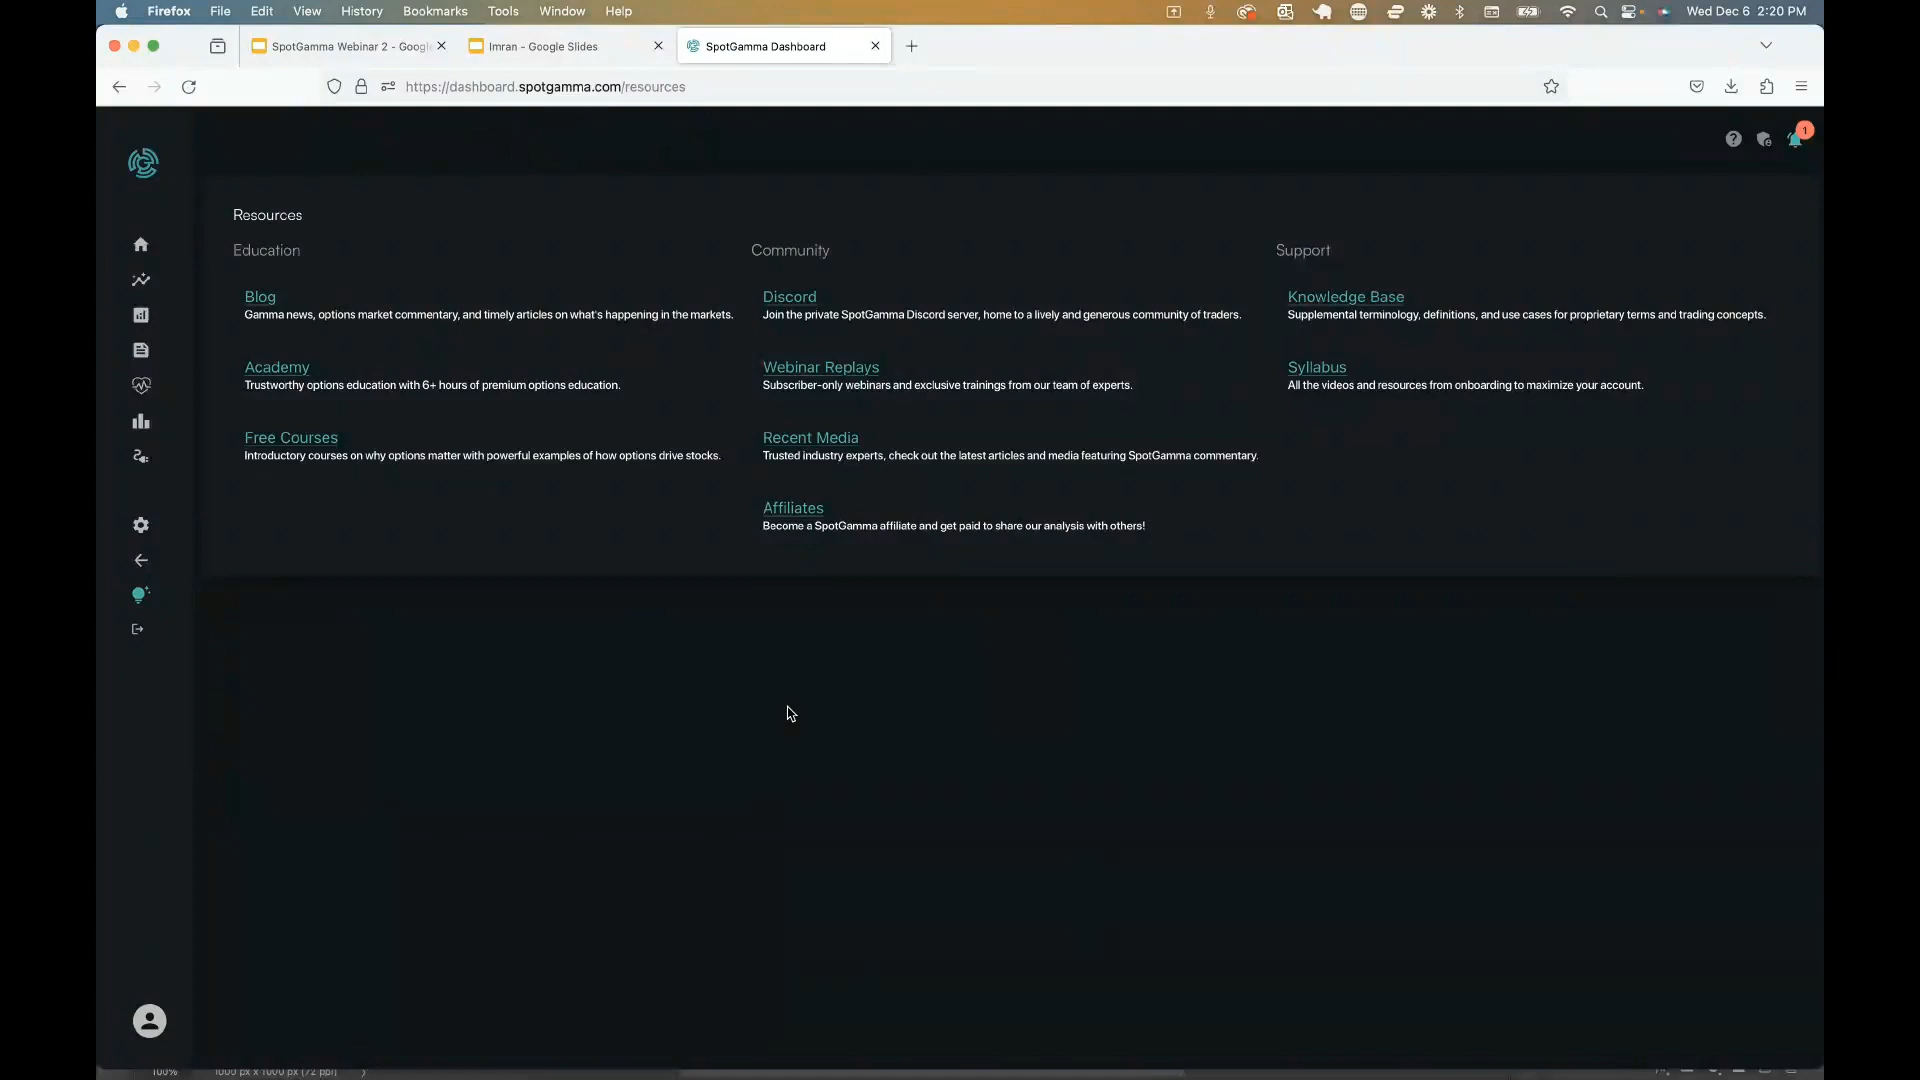 Firefox File Edit View History Bookmarks Tools Window Help Wed Dec 6 2:20 PM
SpotGamma Webinar 2 - Googl Imran - Google Slides SpotGamma Dashboard
https://dashboard.spotgamma.com/resources
1
Resources
Education Community Support
Blog Discord Knowledge Base
Gamma news, options market commentary, and timely articles on what's happening in the markets. Join the private SpotGamma Discord server, home to a lively and generous community of traders. Supplemental terminology, definitions, and use cases for proprietary terms and trading concepts.
Academy Webinar Replays Syllabus
Trustworthy options education with 6+ hours of premium options education. Subscriber-only webinars and exclusive trainings from our team of experts. All the videos and resources from onboarding to maximize your account.
Free Courses Recent Media
Introductory courses on why options matter with powerful examples of how options drive stocks. Trusted industry experts, check out the latest articles and media featuring SpotGamma commentary.
Affiliates
Become a SpotGamma affiliate and get paid to share our analysis with others!
100% 1000 px x 1000 px (72 ppi)